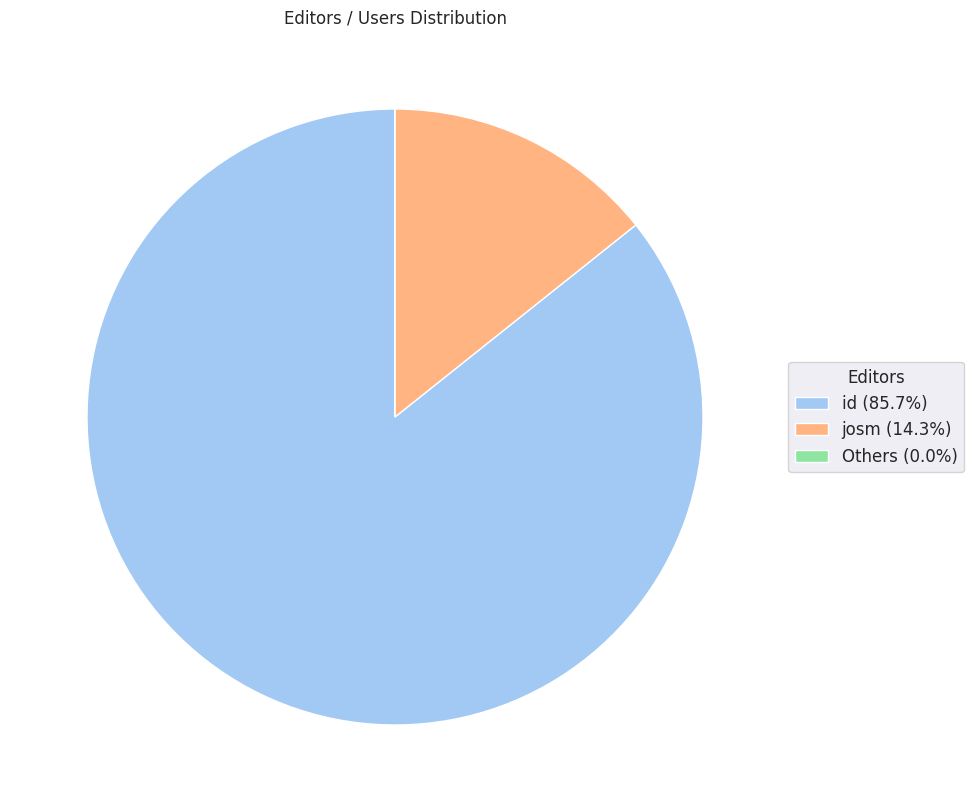 Editors / Users Distribution
Editors
id (85.7%)
josm (14.3%)
Others (0.0%)